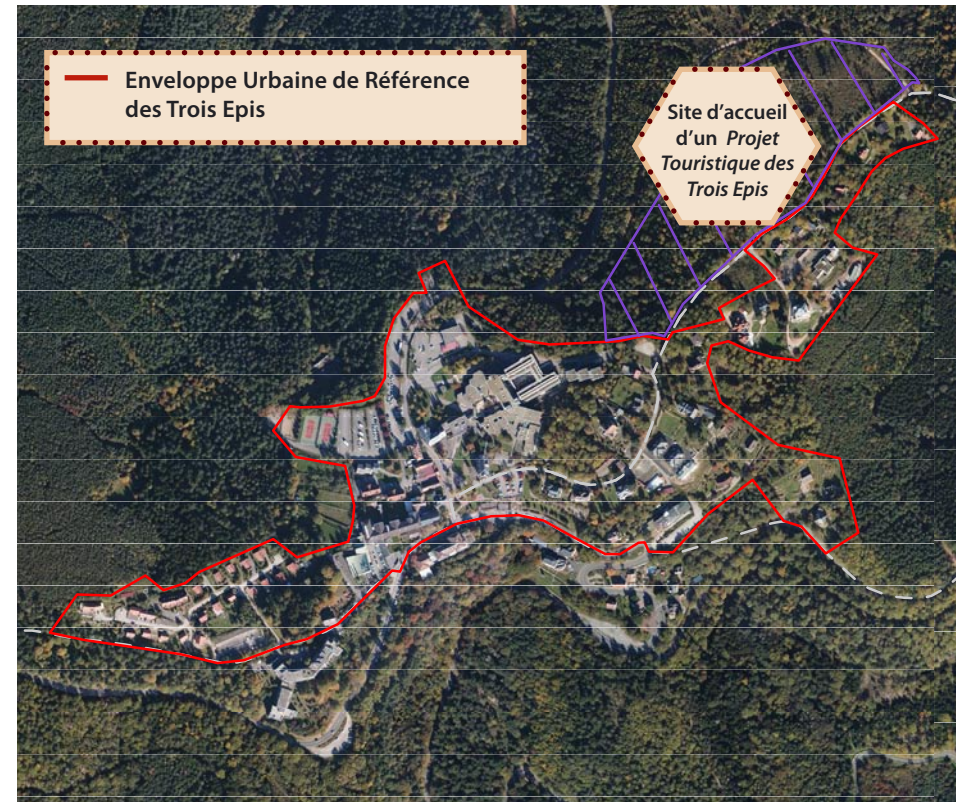 Enveloppe Urbaine de Référence
des Trois Epis
Site d'accueil
d'un Projet
Touristique des
Trois Epis